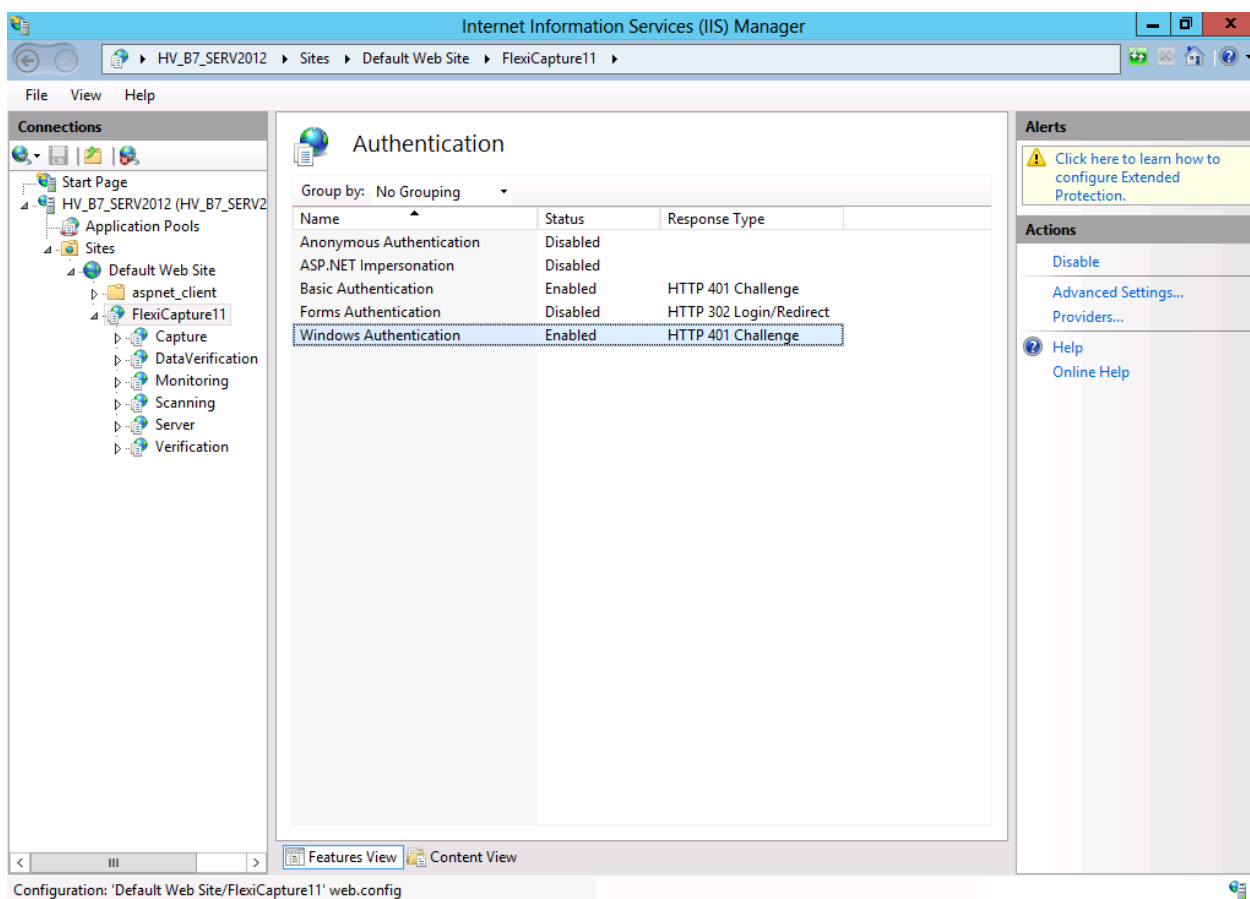 Internet Information Services (IIS) Manager
HV_B7_SERV2012 Sites Default Web Site FlexiCapture11
File View Help
Connections
Start Page
HV_B7_SERV2012 (HV_B7_SERV2
Application Pools
Sites
Default Web Site
aspnet_client
FlexiCapture11
Capture
DataVerification
Monitoring
Scanning
Server
Verification
Authentication
Group by: No Grouping
Name Status Response Type
Anonymous Authentication Disabled
ASP.NET Impersonation Disabled
Basic Authentication Enabled HTTP 401 Challenge
Forms Authentication Disabled HTTP 302 Login/Redirect
Windows Authentication Enabled HTTP 401 Challenge
Features View Content View
Alerts
Click here to learn how to
configure Extended
Protection.
Actions
Disable
Advanced Settings...
Providers...
Help
Online Help
Configuration: 'Default Web Site/FlexiCapture11' web.config